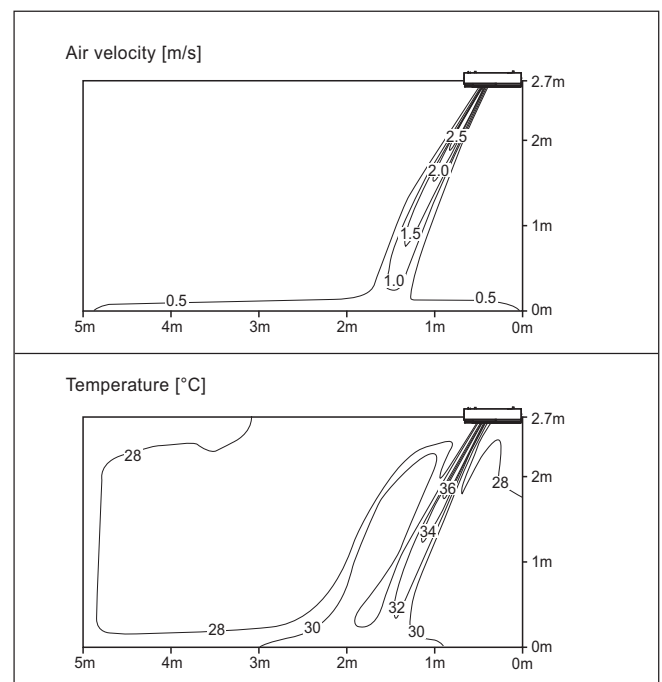 Air velocity [m/s]
2.7m
2.5
2m
2.0
1.5
1m
1.0
0.5
0.5
0m
5m 4m 3m 2m 1m 0m
Temperature [°C]
2.7m
28
2m
36
28
34
1m
32
28
30
30
0m
5m 4m 3m 2m 1m 0m